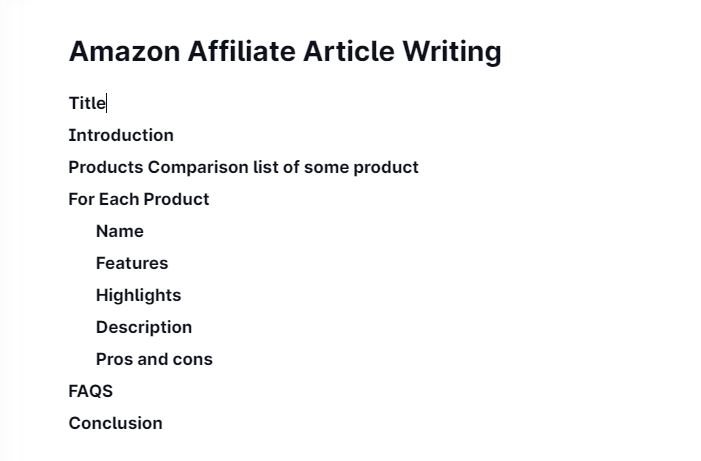 Amazon Affiliate Article Writing
Title
Introduction
Products Comparison list of some product
For Each Product
Name
Features
Highlights
Description
Pros and cons
FAQS
Conclusion